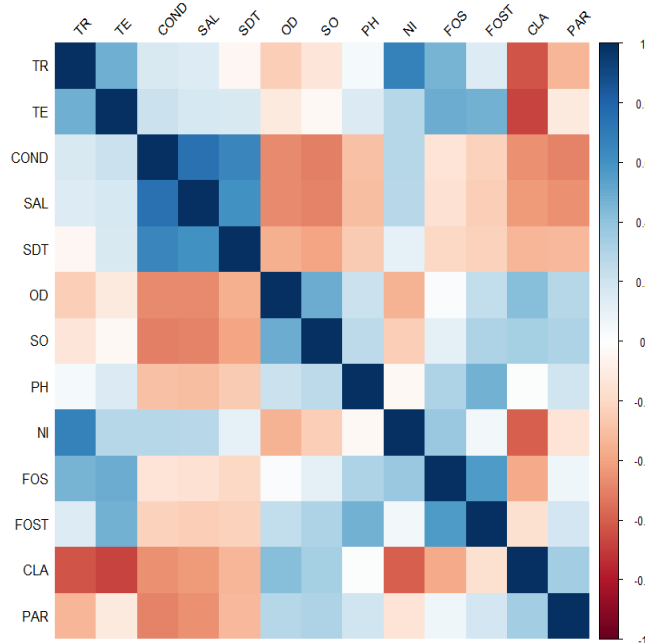 TR TE COND SAL SDT OD SO PH NI FOS FOST CLA PAR
TR
TE
COND
SAL
SDT
OD
SO
PH
NI
FOS
FOST
CLA
PAR
1
0